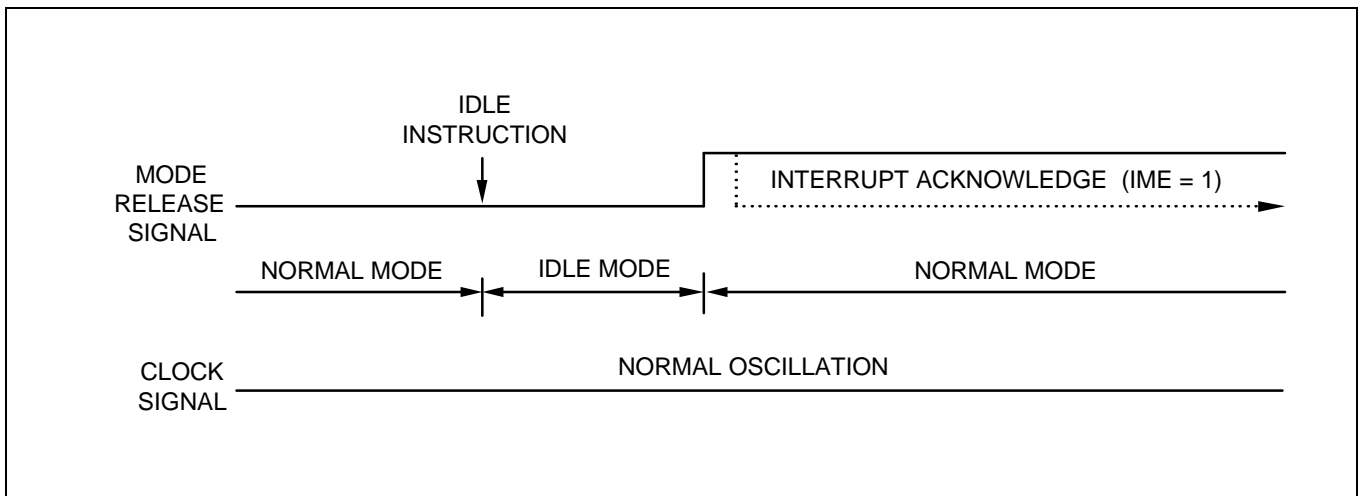 IDLE
INSTRUCTION
MODE
RELEASE
SIGNAL
INTERRUPT ACKNOWLEDGE (IME = 1)
NORMAL MODE
IDLE MODE
NORMAL MODE
CLOCK
SIGNAL
NORMAL OSCILLATION